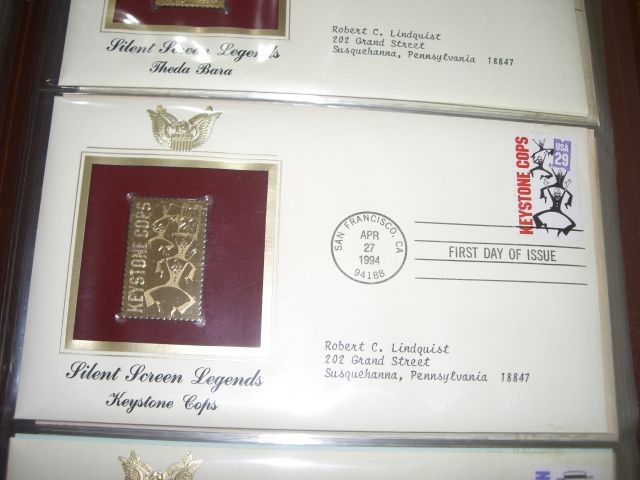 Silent Screen Legends
Theda Bara
Robert C. Lindquist
202 Grand Street
Susquehanna, Pennsylvania 18847
KEYSTONE COPS
USA
KEYSTONE COPS
USA
29
SAN FRANCISCO, CA
APR
27
1994
94188
FIRST DAY OF ISSUE
Silent Screen Legends
Keystone Cops
Robert C. Lindquist
202 Grand Street
Susquehanna, Pennsylvania 18847